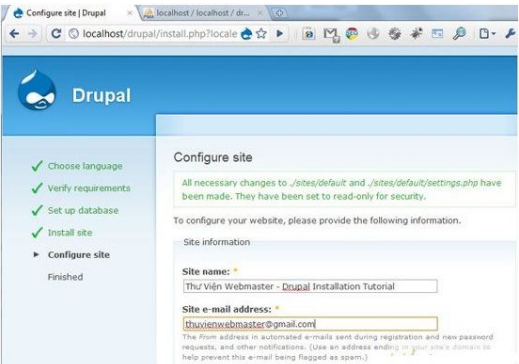 Configure site | Drupal
localhost / localhost / dr...
localhost/drupal/install.php?locale
Drupal
Choose language
Verify requirements
Set up database
Install site
Configure site
Finished
Configure site
All necessary changes to ./sites/default and ./sites/default/settings.php have
been made. They have been set to read-only for security.
To configure your website, please provide the following information.
Site information
Site name: *
Thư Viện Webmaster - Drupal Installation Tutorial
Site e-mail address: *
thuvienwebmaster@gmail.com
The From address in automated e-mails sent during registration and new password
requests, and other notifications. (Use an address ending in your site's domain to
help prevent this e-mail being flagged as spam.)